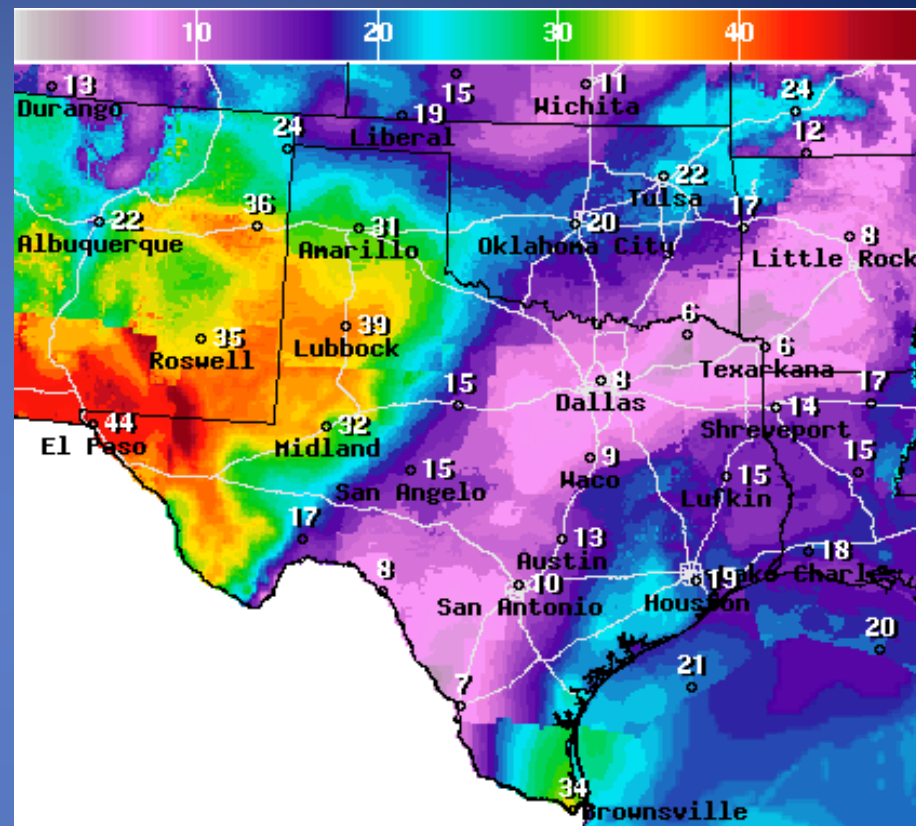 10 20 30 40
13
Durango
15
19
Liberal
11
Wichita
24
12
24
22
Tulsa
36
22
Albuquerque
31
Amarillo
20
Oklahoma City
17
8
Little Rock
35
Roswell
39
Lubbock
6
6
Texarkana
8
Dallas
15
17
14
Shreveport
44
El Paso
32
Midland
15
San Angelo
9
Waco
15
Lufkin
15
17
13
Austin
18
Lake Charles
8
10
San Antonio
19
Houston
20
21
7
34
Brownsville